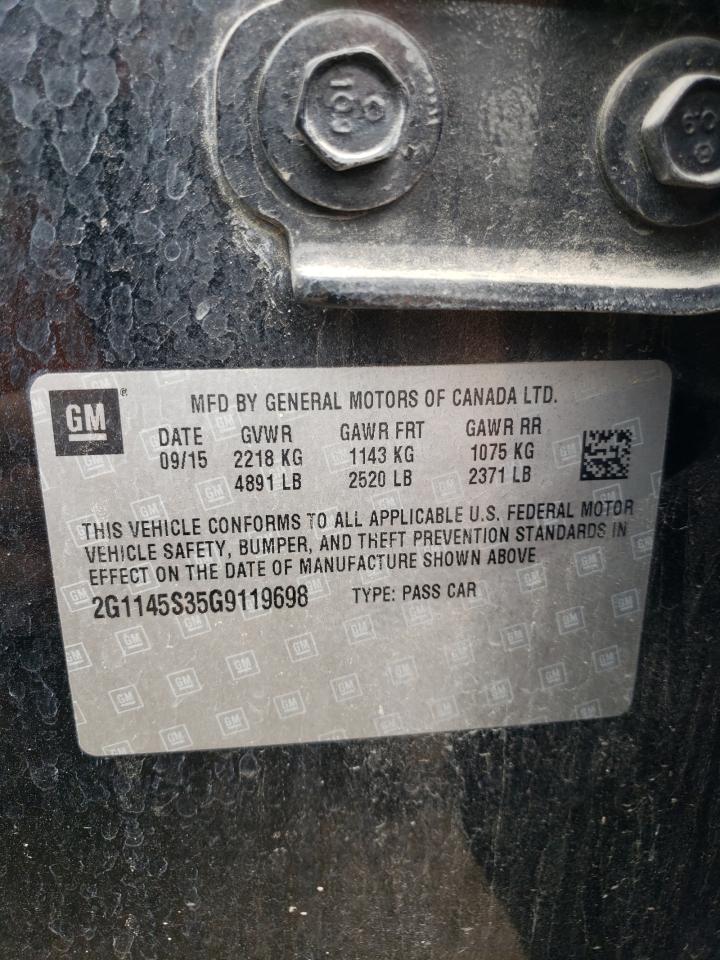 GM®
MFD BY GENERAL MOTORS OF CANADA LTD.
DATE GVWR GAWR FRT GAWR RR
09/15 2218 KG 1143 KG 1075 KG
4891 LB 2520 LB 2371 LB
THIS VEHICLE CONFORMS TO ALL APPLICABLE U.S. FEDERAL MOTOR
VEHICLE SAFETY, BUMPER, AND THEFT PREVENTION STANDARDS IN
EFFECT ON THE DATE OF MANUFACTURE SHOWN ABOVE
2G1145S35G9119698 TYPE: PASS CAR